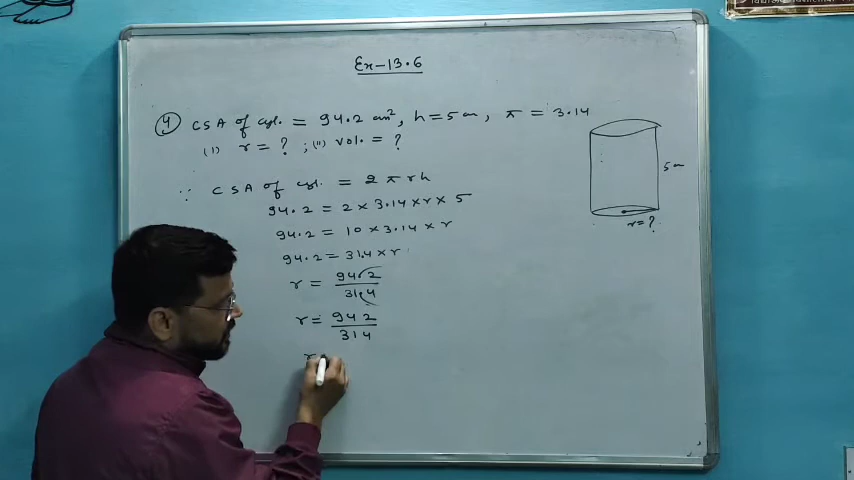 Ex-13.6
4 CSA of cyl. = 94.2 cm², h = 5 cm, π = 3.14
(i) r = ? ; (ii) vol. = ?
∵ CSA of cyl. = 2 π r h
94.2 = 2 × 3.14 × r × 5
94.2 = 10 × 3.14 × r
94.2 = 31.4 × r
r = 94.2 / 31.4
r = 942 / 314
r
5 cm
r = ?